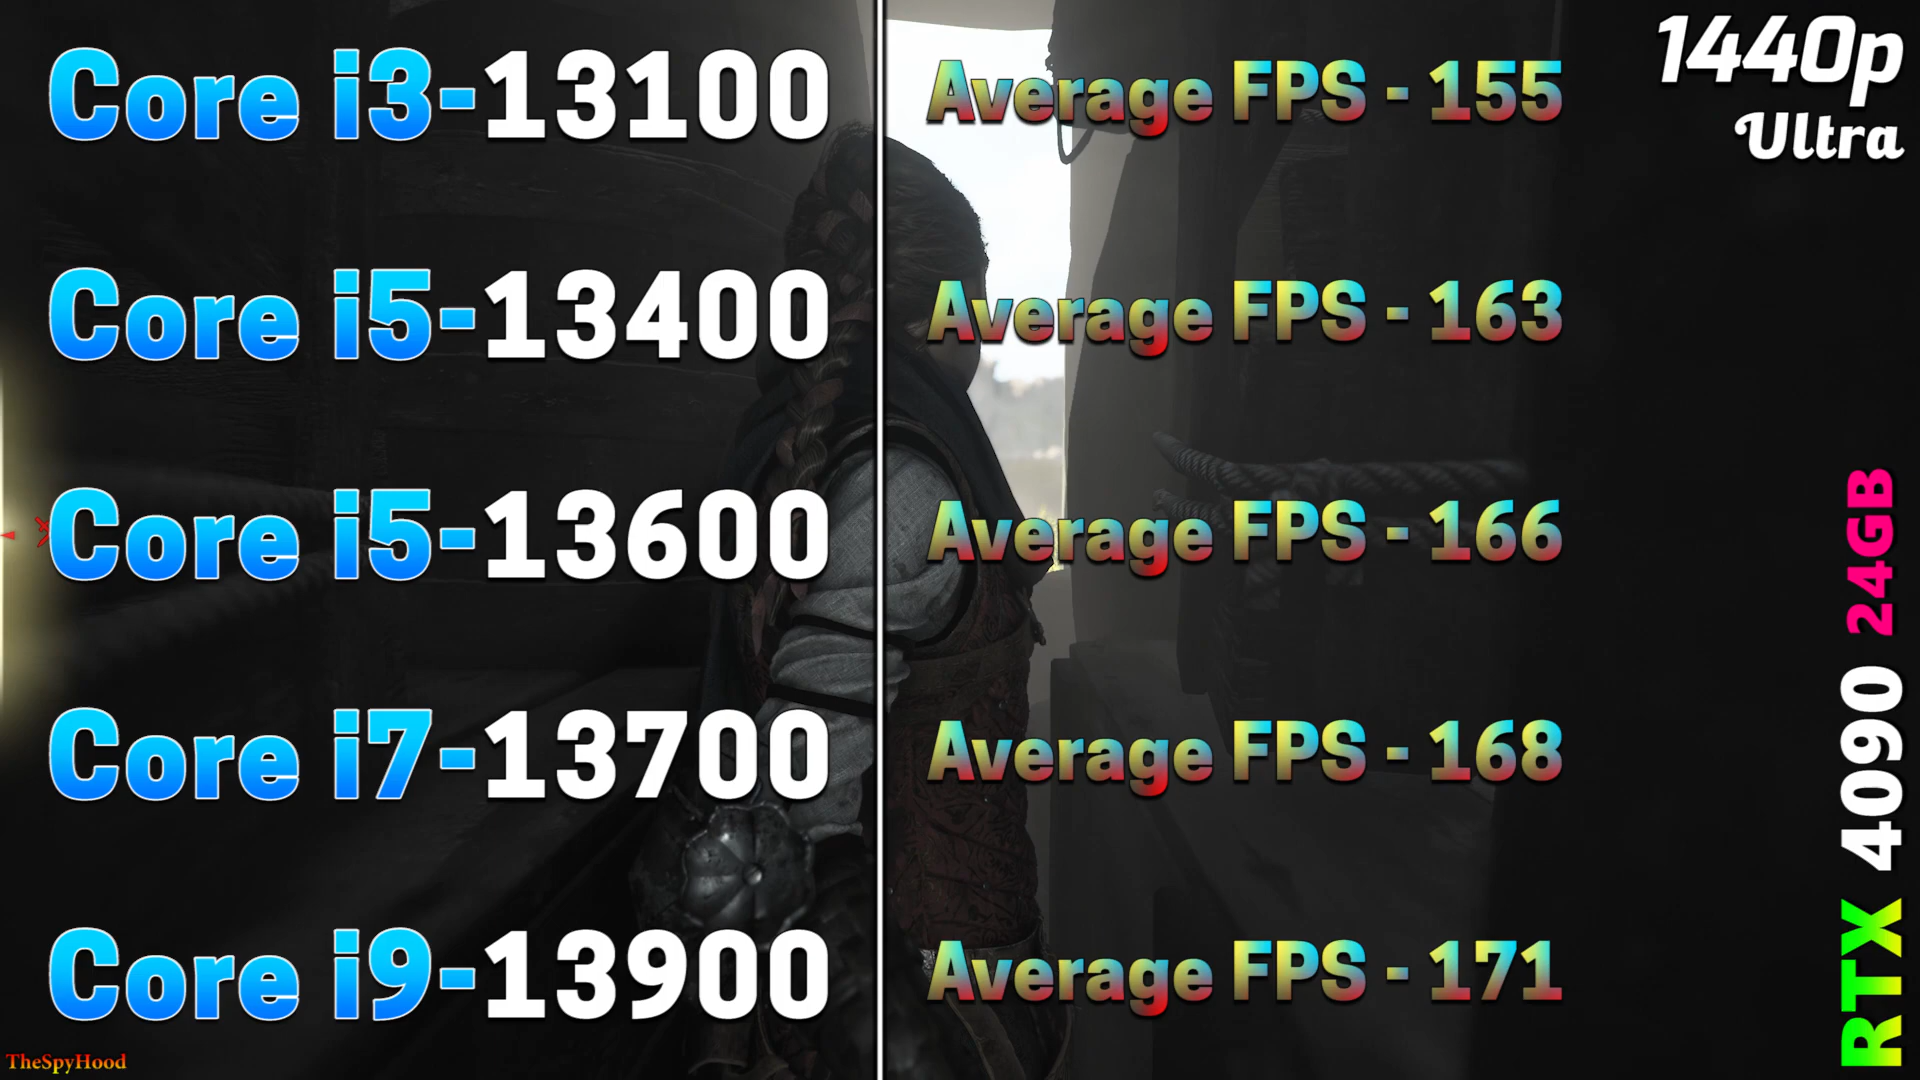 Core i3-13100 Average FPS - 155
1440p
Ultra
Core i5-13400 Average FPS - 163
Core i5-13600 Average FPS - 166
Core i7-13700 Average FPS - 168
Core i9-13900 Average FPS - 171
RTX 4090 24GB
TheSpyHood